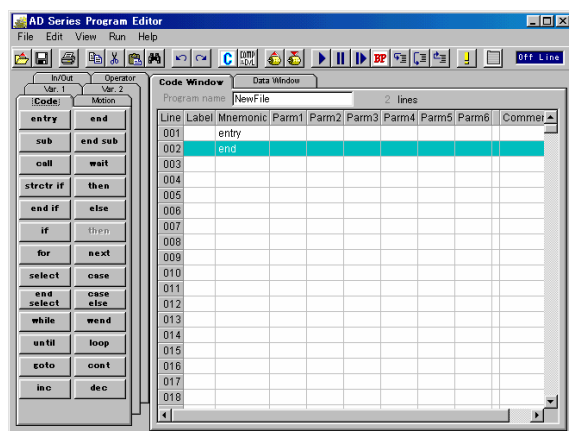 AD Series Program Editor
File Edit View Run Help
C COMP &D/L BP Off Line
In/Out Operator
Var. 1 Var. 2
Code Motion
entry end
sub end sub
call wait
strctr if then
end if else
if then
for next
select case
end select case else
while wend
until loop
goto cont
inc dec
Code Window Data Window
Program name NewFile 2 lines
Line Label Mnemonic Parm1 Parm2 Parm3 Parm4 Parm5 Parm6 Commer
001 entry
002 end
003
004
005
006
007
008
009
010
011
012
013
014
015
016
017
018